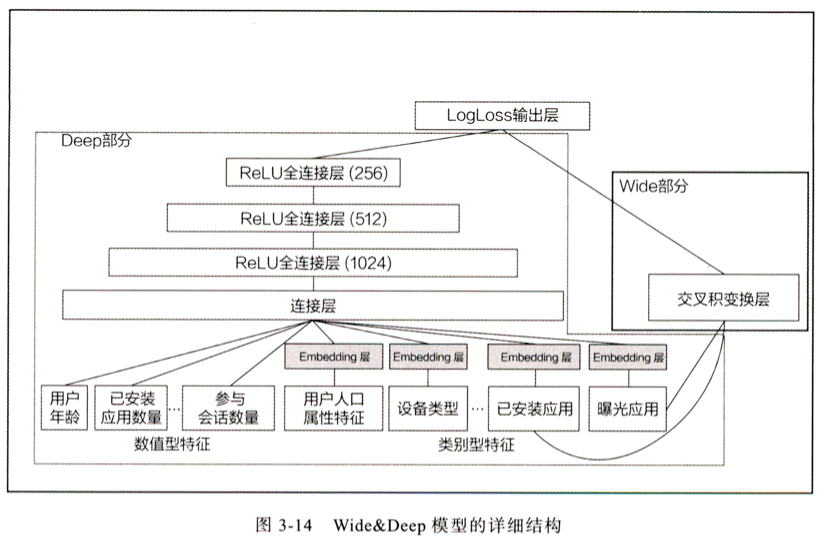 LogLoss输出层
Deep部分
ReLU全连接层(256)
Wide部分
ReLU全连接层(512)
ReLU全连接层(1024)
交叉积变换层
连接层
Embedding 层 Embedding 层 Embedding 层 Embedding 层
用户
年龄
已安装
应用数量
...
参与
会话数量
用户人口
属性特征
设备类型
...
已安装应用
曝光应用
数值型特征
类别型特征
图 3-14 Wide&Deep 模型的详细结构